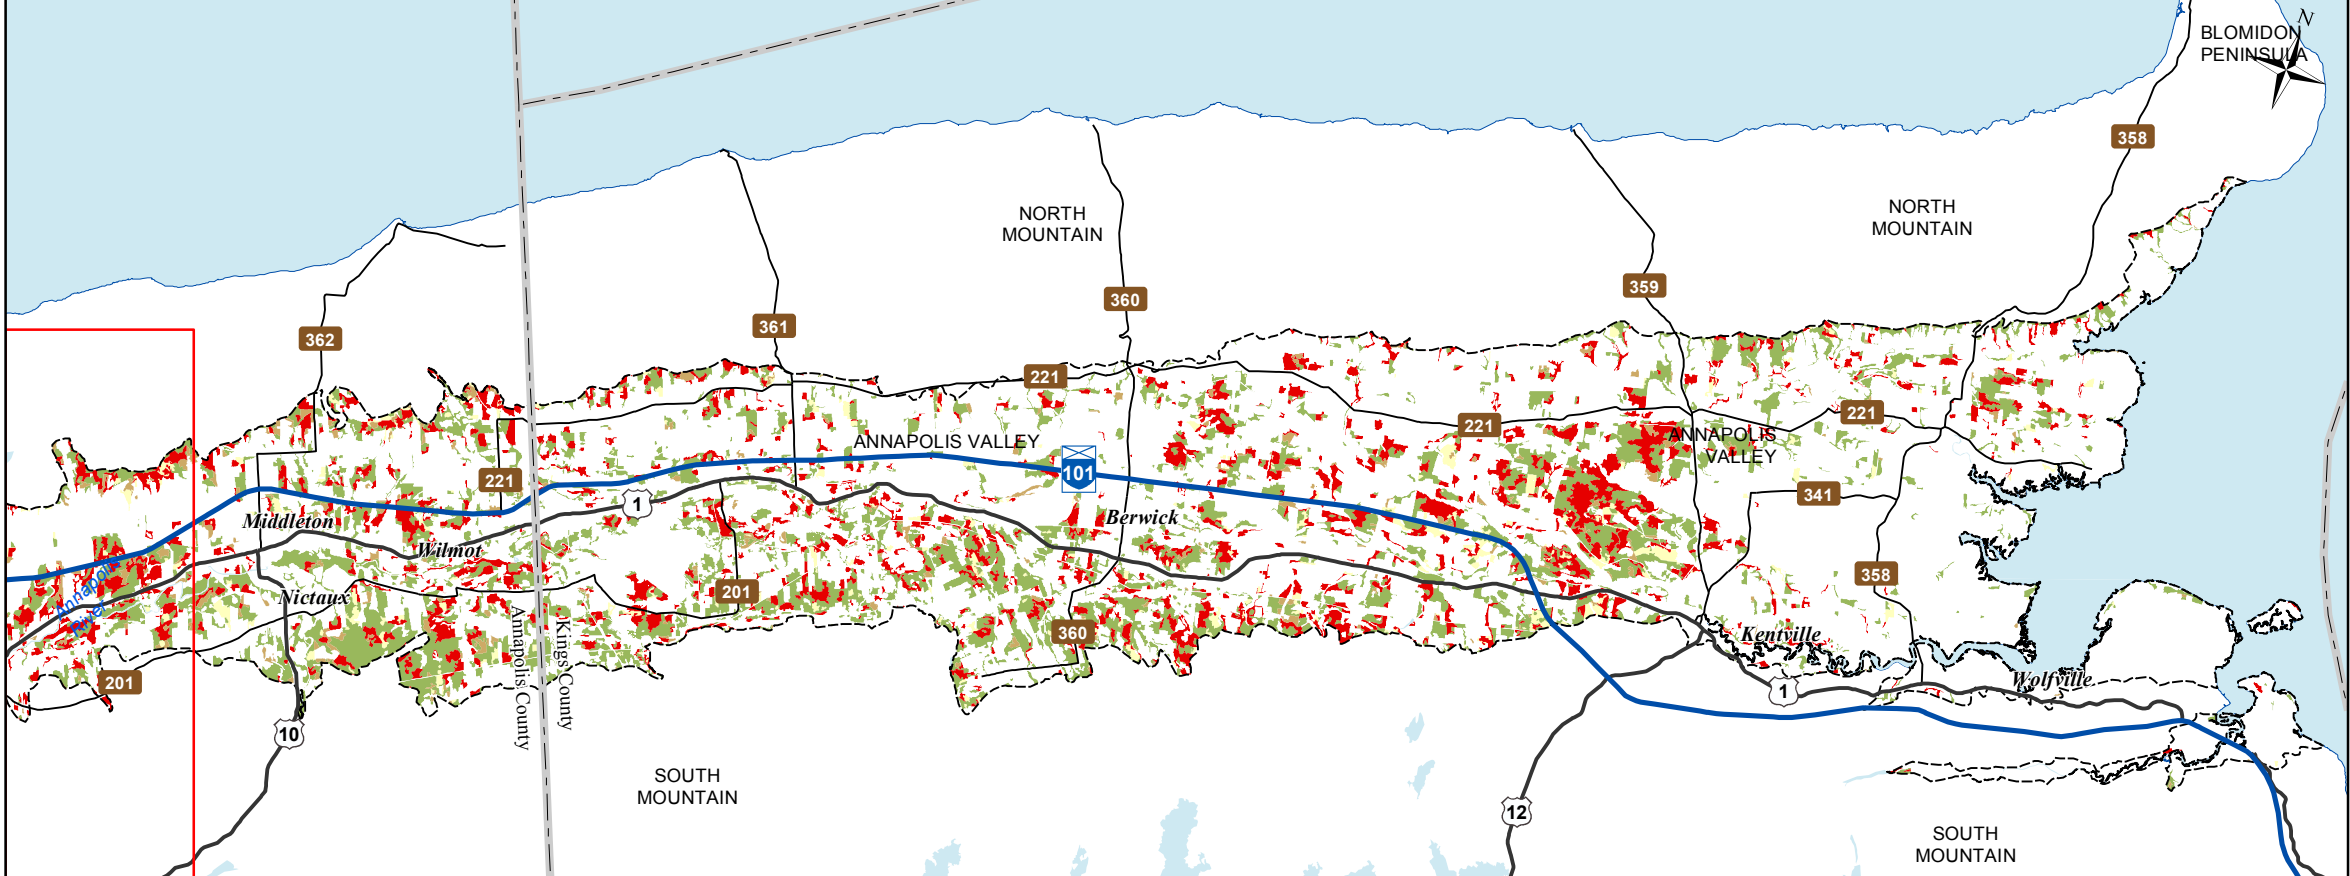 N
BLOMIDON
PENINSULA
358
NORTH
MOUNTAIN
NORTH
MOUNTAIN
359
360
361
362
221
221
221
ANNAPOLIS VALLEY
ANNAPOLIS
VALLEY
101
221
341
1
Middleton
Berwick
Wilmot
Annapolis
River
Nictaux
201
358
360
Kentville
Annapolis County
Kings County
201
1
Wolfville
10
SOUTH
MOUNTAIN
12
SOUTH
MOUNTAIN